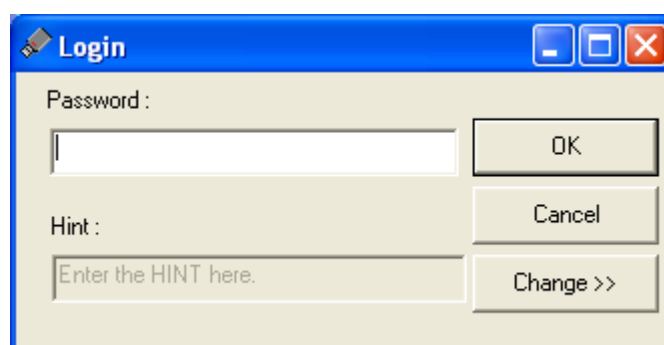 Login
Password :
OK
Cancel
Hint :
Enter the HINT here.
Change >>